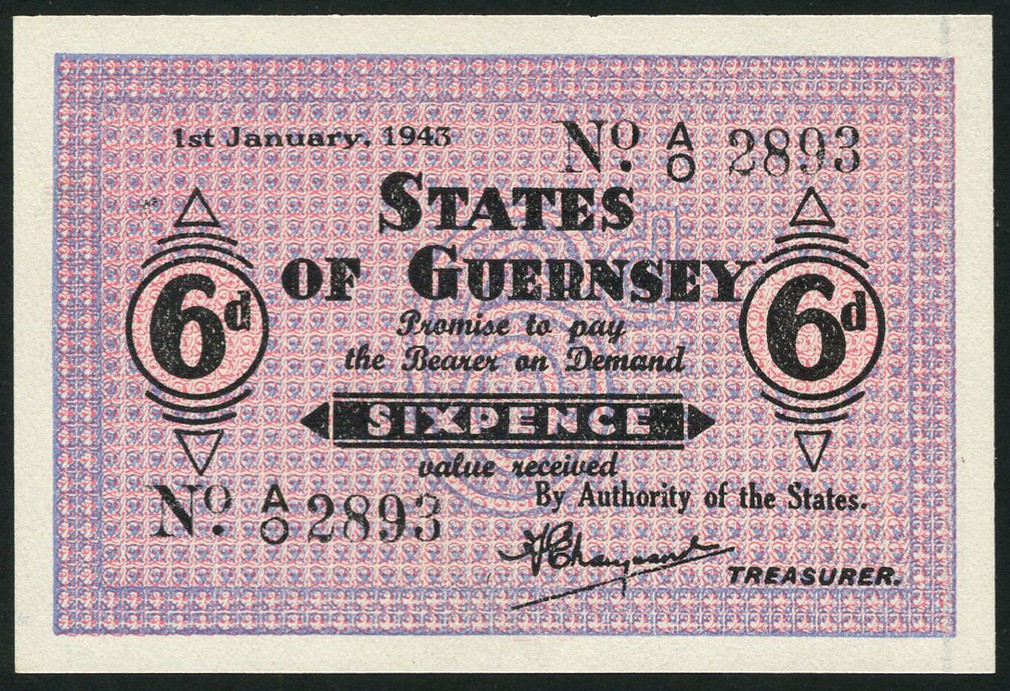 1st January, 1943
No. A/O 2893
STATES
OF GUERNSEY
6d
6d
Promise to pay
the Bearer on Demand
SIXPENCE
value received
By Authority of the States.
No. A/O 2893
TREASURER.